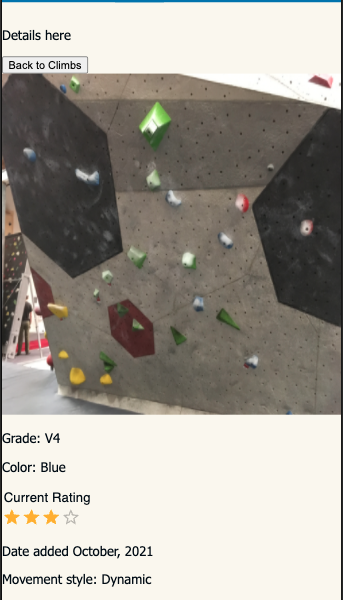 Details here
Back to Climbs
Grade: V4
Color: Blue
Current Rating
Date added October, 2021
Movement style: Dynamic